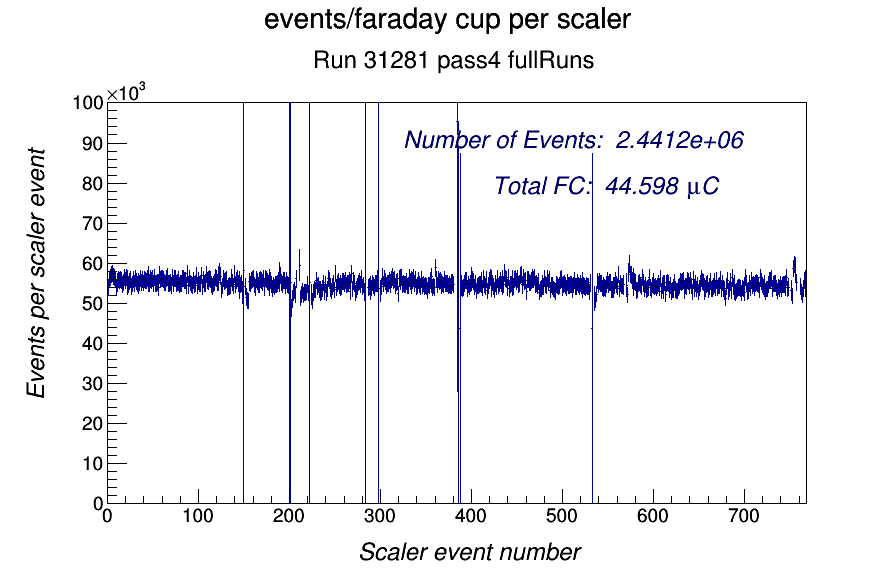 events/faraday cup per scaler
Run 31281 pass4 fullRuns
×10³
100
90
80
70
60
50
40
30
20
10
0
Events per scaler event
Number of Events: 2.4412e+06
Total FC: 44.598 μC
0 100 200 300 400 500 600 700
Scaler event number